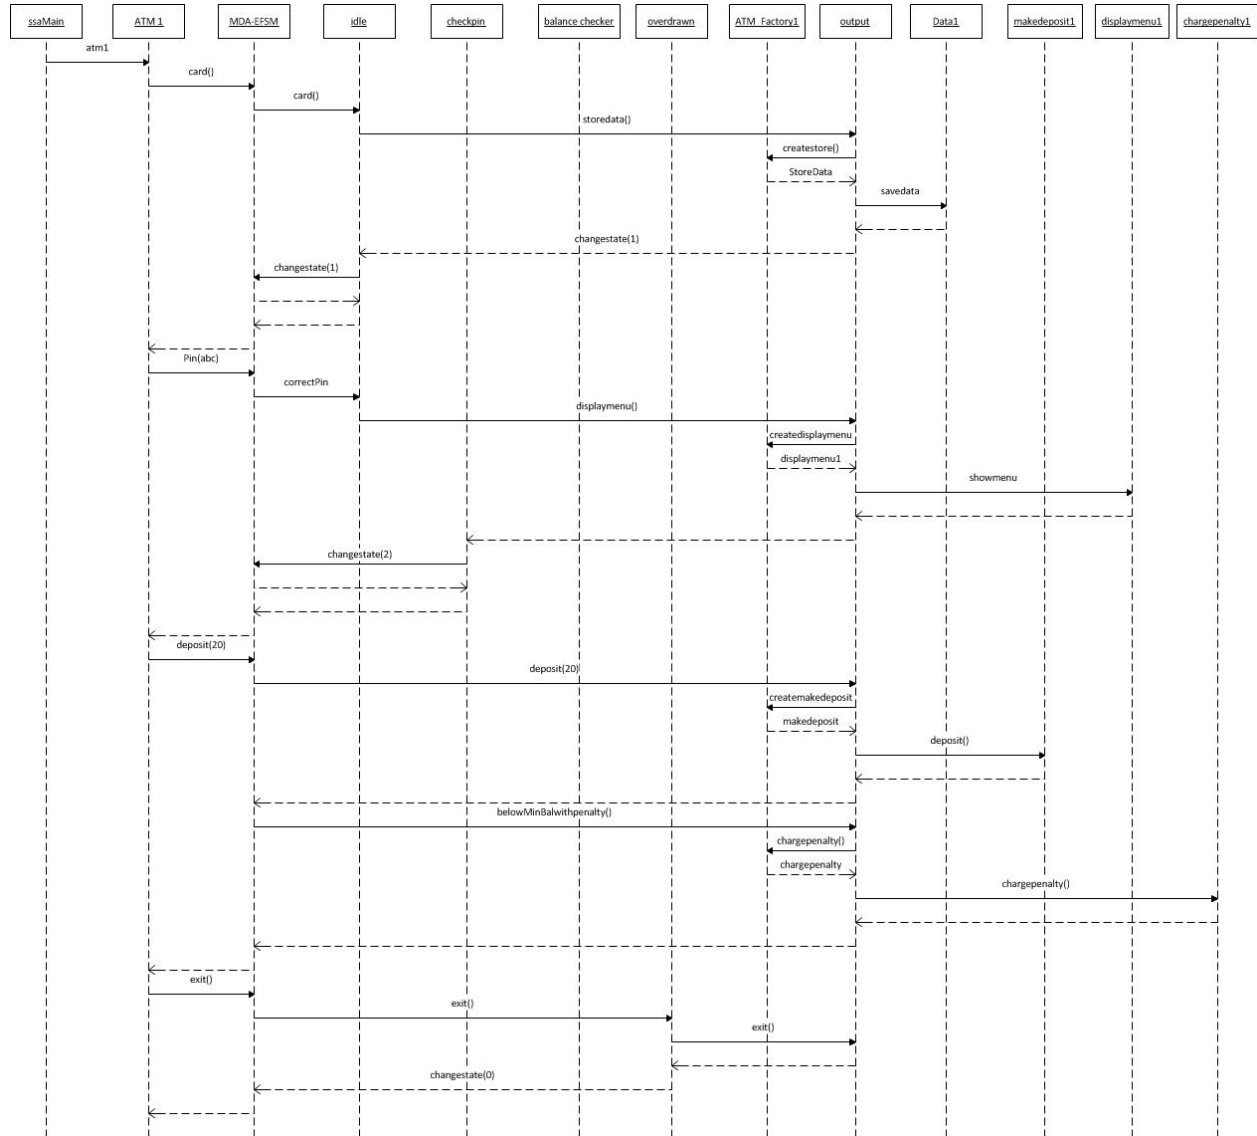 ssaMain
ATM 1
MDA-EFSM
idle
checkpin
balance checker
overdrawn
ATM_Factory1
output
Data1
makedeposit1
displaymenu1
chargepenalty1
atm1
card()
card()
storedata()
createstore()
StoreData
savedata
changestate(1)
changestate(1)
Pin(abc)
correctPin
displaymenu()
createdisplaymenu
displaymenu1
showmenu
changestate(2)
deposit(20)
deposit(20)
createmakedeposit
makedeposit
deposit()
belowMinBalwithpenalty()
chargepenalty()
chargepenalty
chargepenalty()
exit()
exit()
exit()
changestate(0)